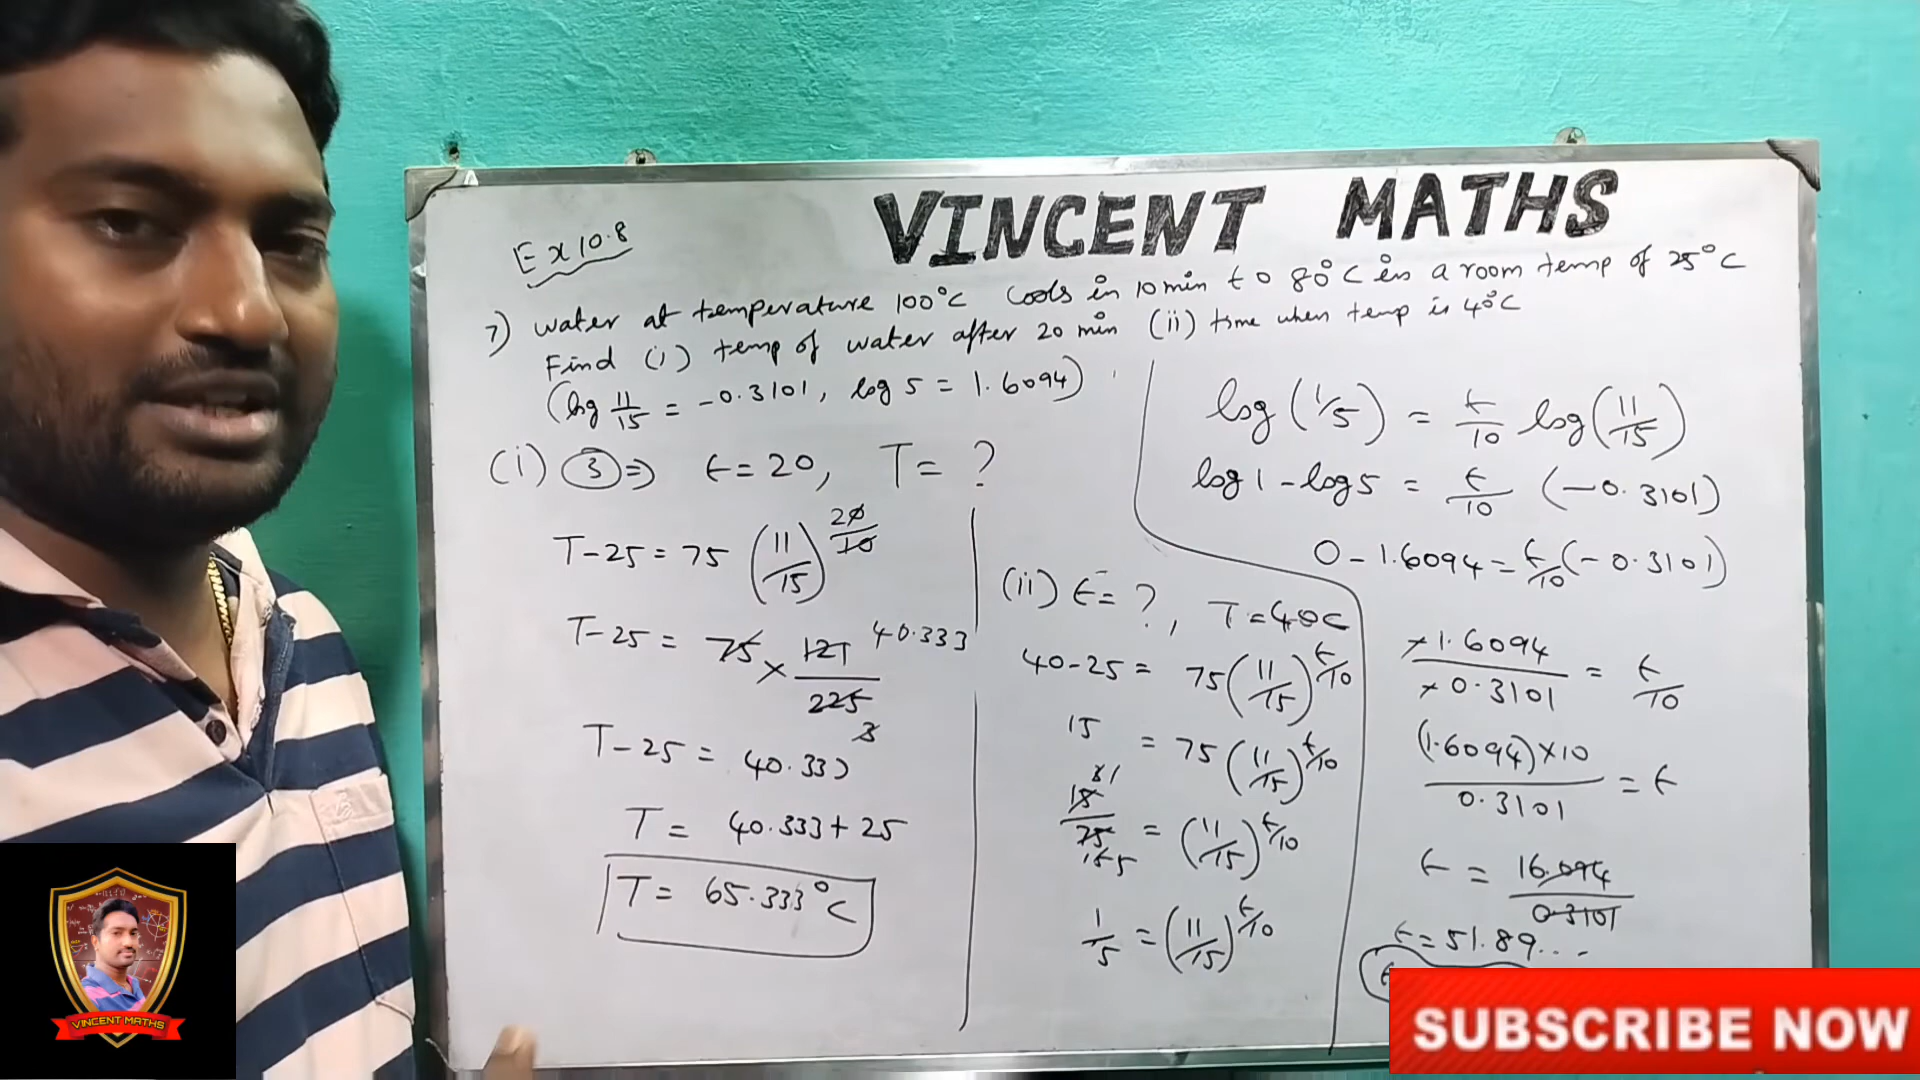 VINCENT MATHS
Ex 10.8
7) Water at temperature 100°C Cools in 10 min to 80°C in a room temp of 25°C
Find (i) temp of water after 20 min (ii) time when temp is 40°C
(log 11/15 = -0.3101, log 5 = 1.6094)
(i) ③ ⇒ t = 20, T = ?
T-25 = 75 (11/15)^20/10
T-25 = 75 × 121/225 40.333
3
T-25 = 40.333
T = 40.333 + 25
T = 65.333°C
(ii) t = ?, T = 40°C
40-25 = 75 (11/15)^t/10
15 = 75 (11/15)^t/10
15/75 = (11/15)^t/10
1/5 = (11/15)^t/10
log (1/5) = t/10 log (11/15)
log 1 - log 5 = t/10 (-0.3101)
0 - 1.6094 = t/10 (-0.3101)
-1.6094/-0.3101 = t/10
(1.6094) × 10/0.3101 = t
t = 16.094/0.3101
t = 51.89...
SUBSCRIBE NOW
VINCENT MATHS